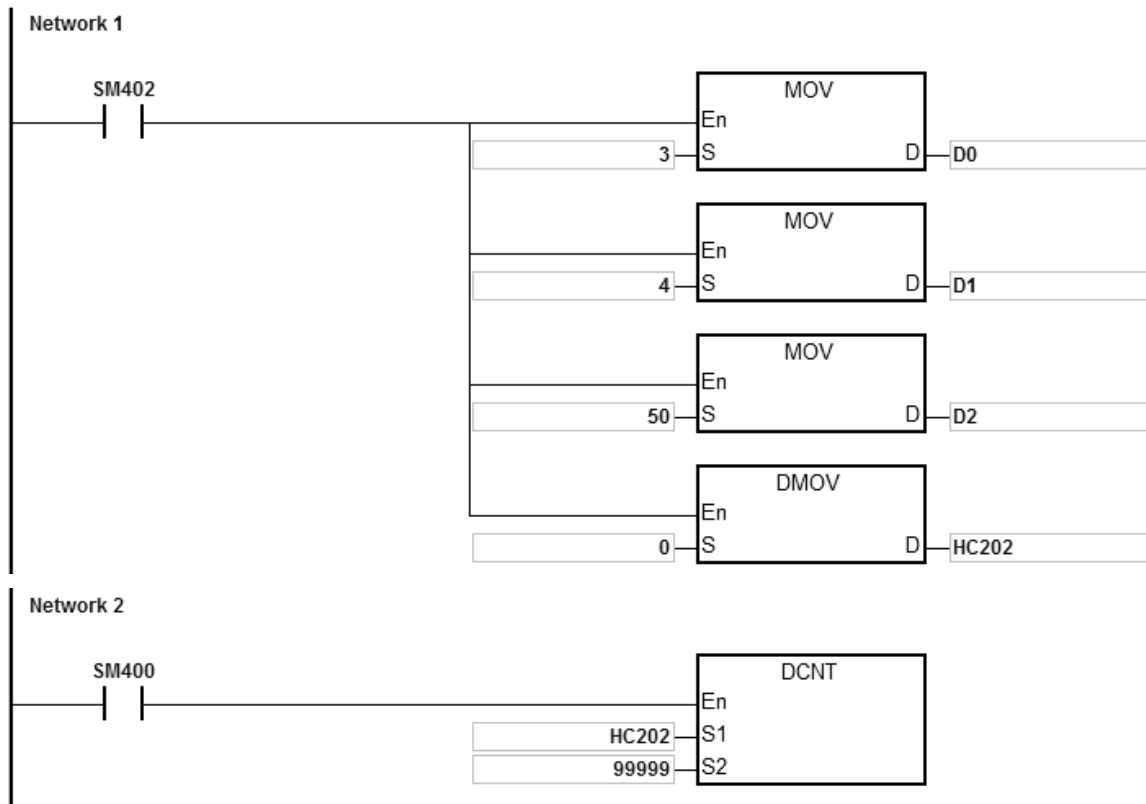 Network 1
SM402
MOV
En
3 S D D0
MOV
En
4 S D D1
MOV
En
50 S D D2
DMOV
En
0 S D HC202
Network 2
SM400
DCNT
En
HC202 S1
99999 S2